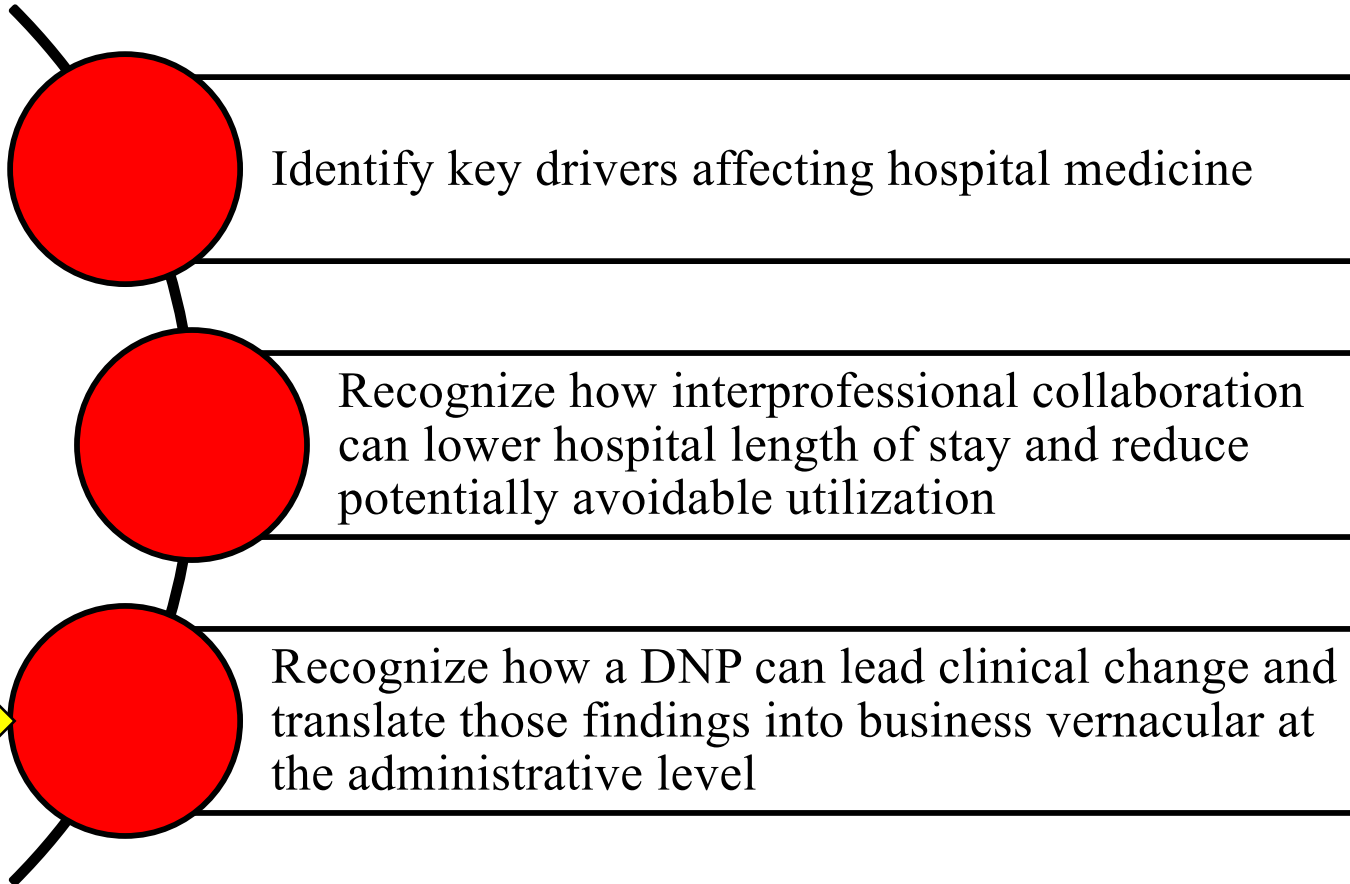 Identify key drivers affecting hospital medicine
Recognize how interprofessional collaboration
can lower hospital length of stay and reduce
potentially avoidable utilization
Recognize how a DNP can lead clinical change and
translate those findings into business vernacular at
the administrative level